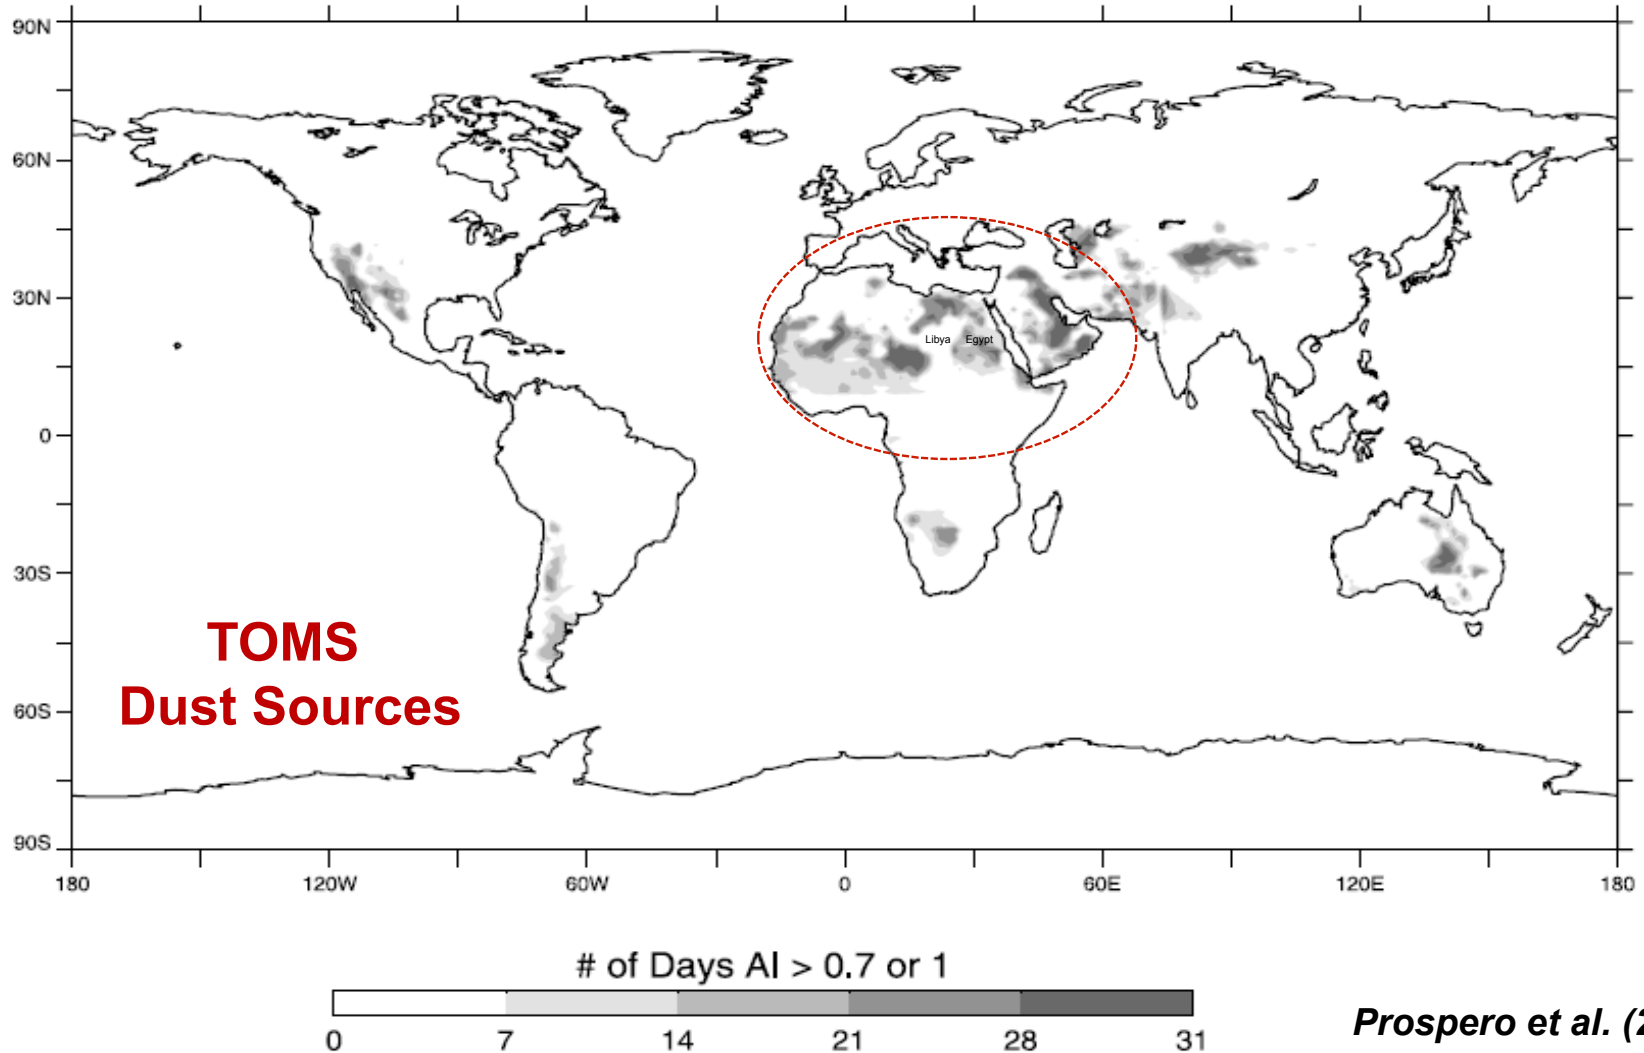 90N
60N
30N
0
30S
60S
90S
Libya Egypt
TOMS
Dust Sources
180 120W 60W 0 60E 120E 180
# of Days AI > 0.7 or 1
0 7 14 21 28 31
Prospero et al. (2